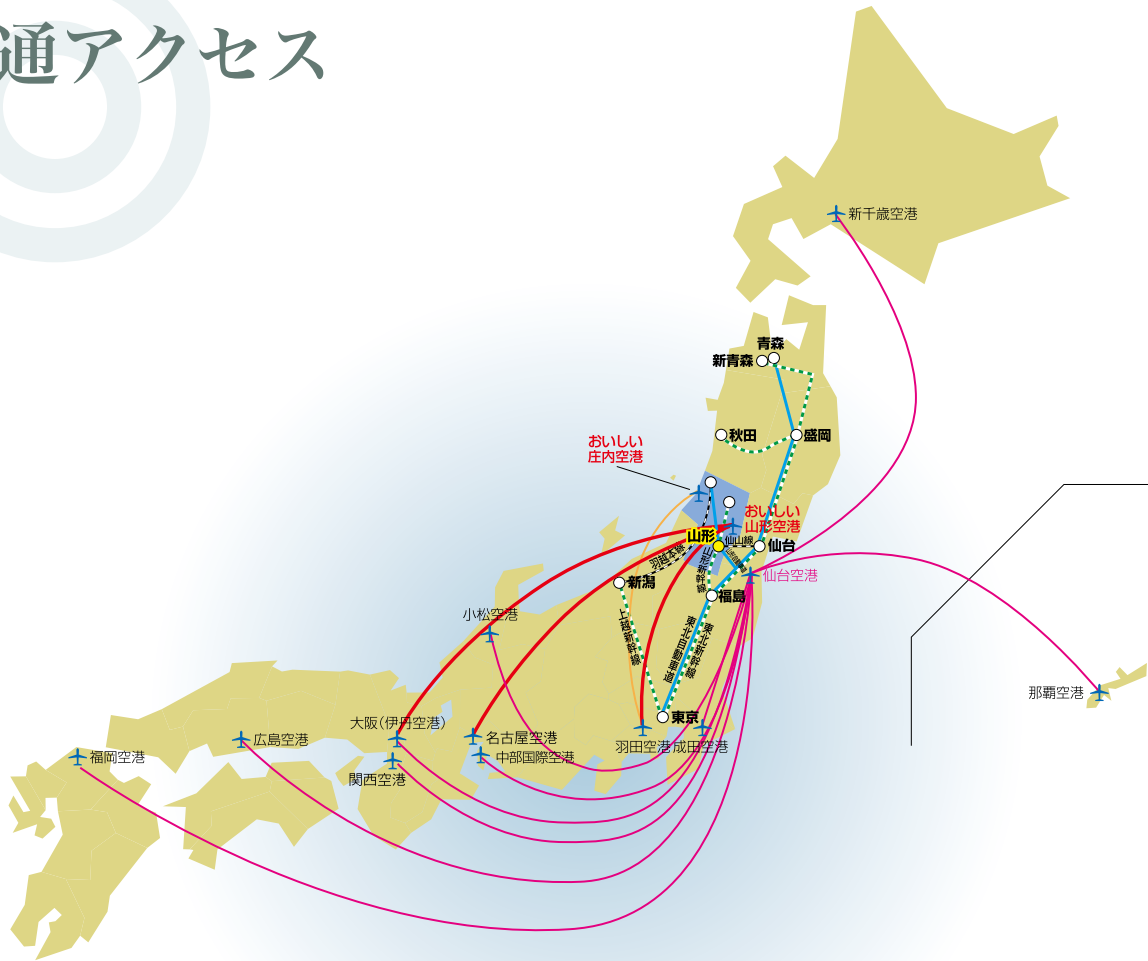 通アクセス
新千歳空港
青森
新青森
秋田
盛岡
おいしい
庄内空港
おいしい
山形空港
山形
仙山線
仙台
羽越本線
山形新幹線
仙台空港
新潟
福島
小松空港
上越新幹線
東北自動車道
東北新幹線
那覇空港
東京
大阪(伊丹空港)
名古屋空港
羽田空港
成田空港
広島空港
中部国際空港
福岡空港
関西空港